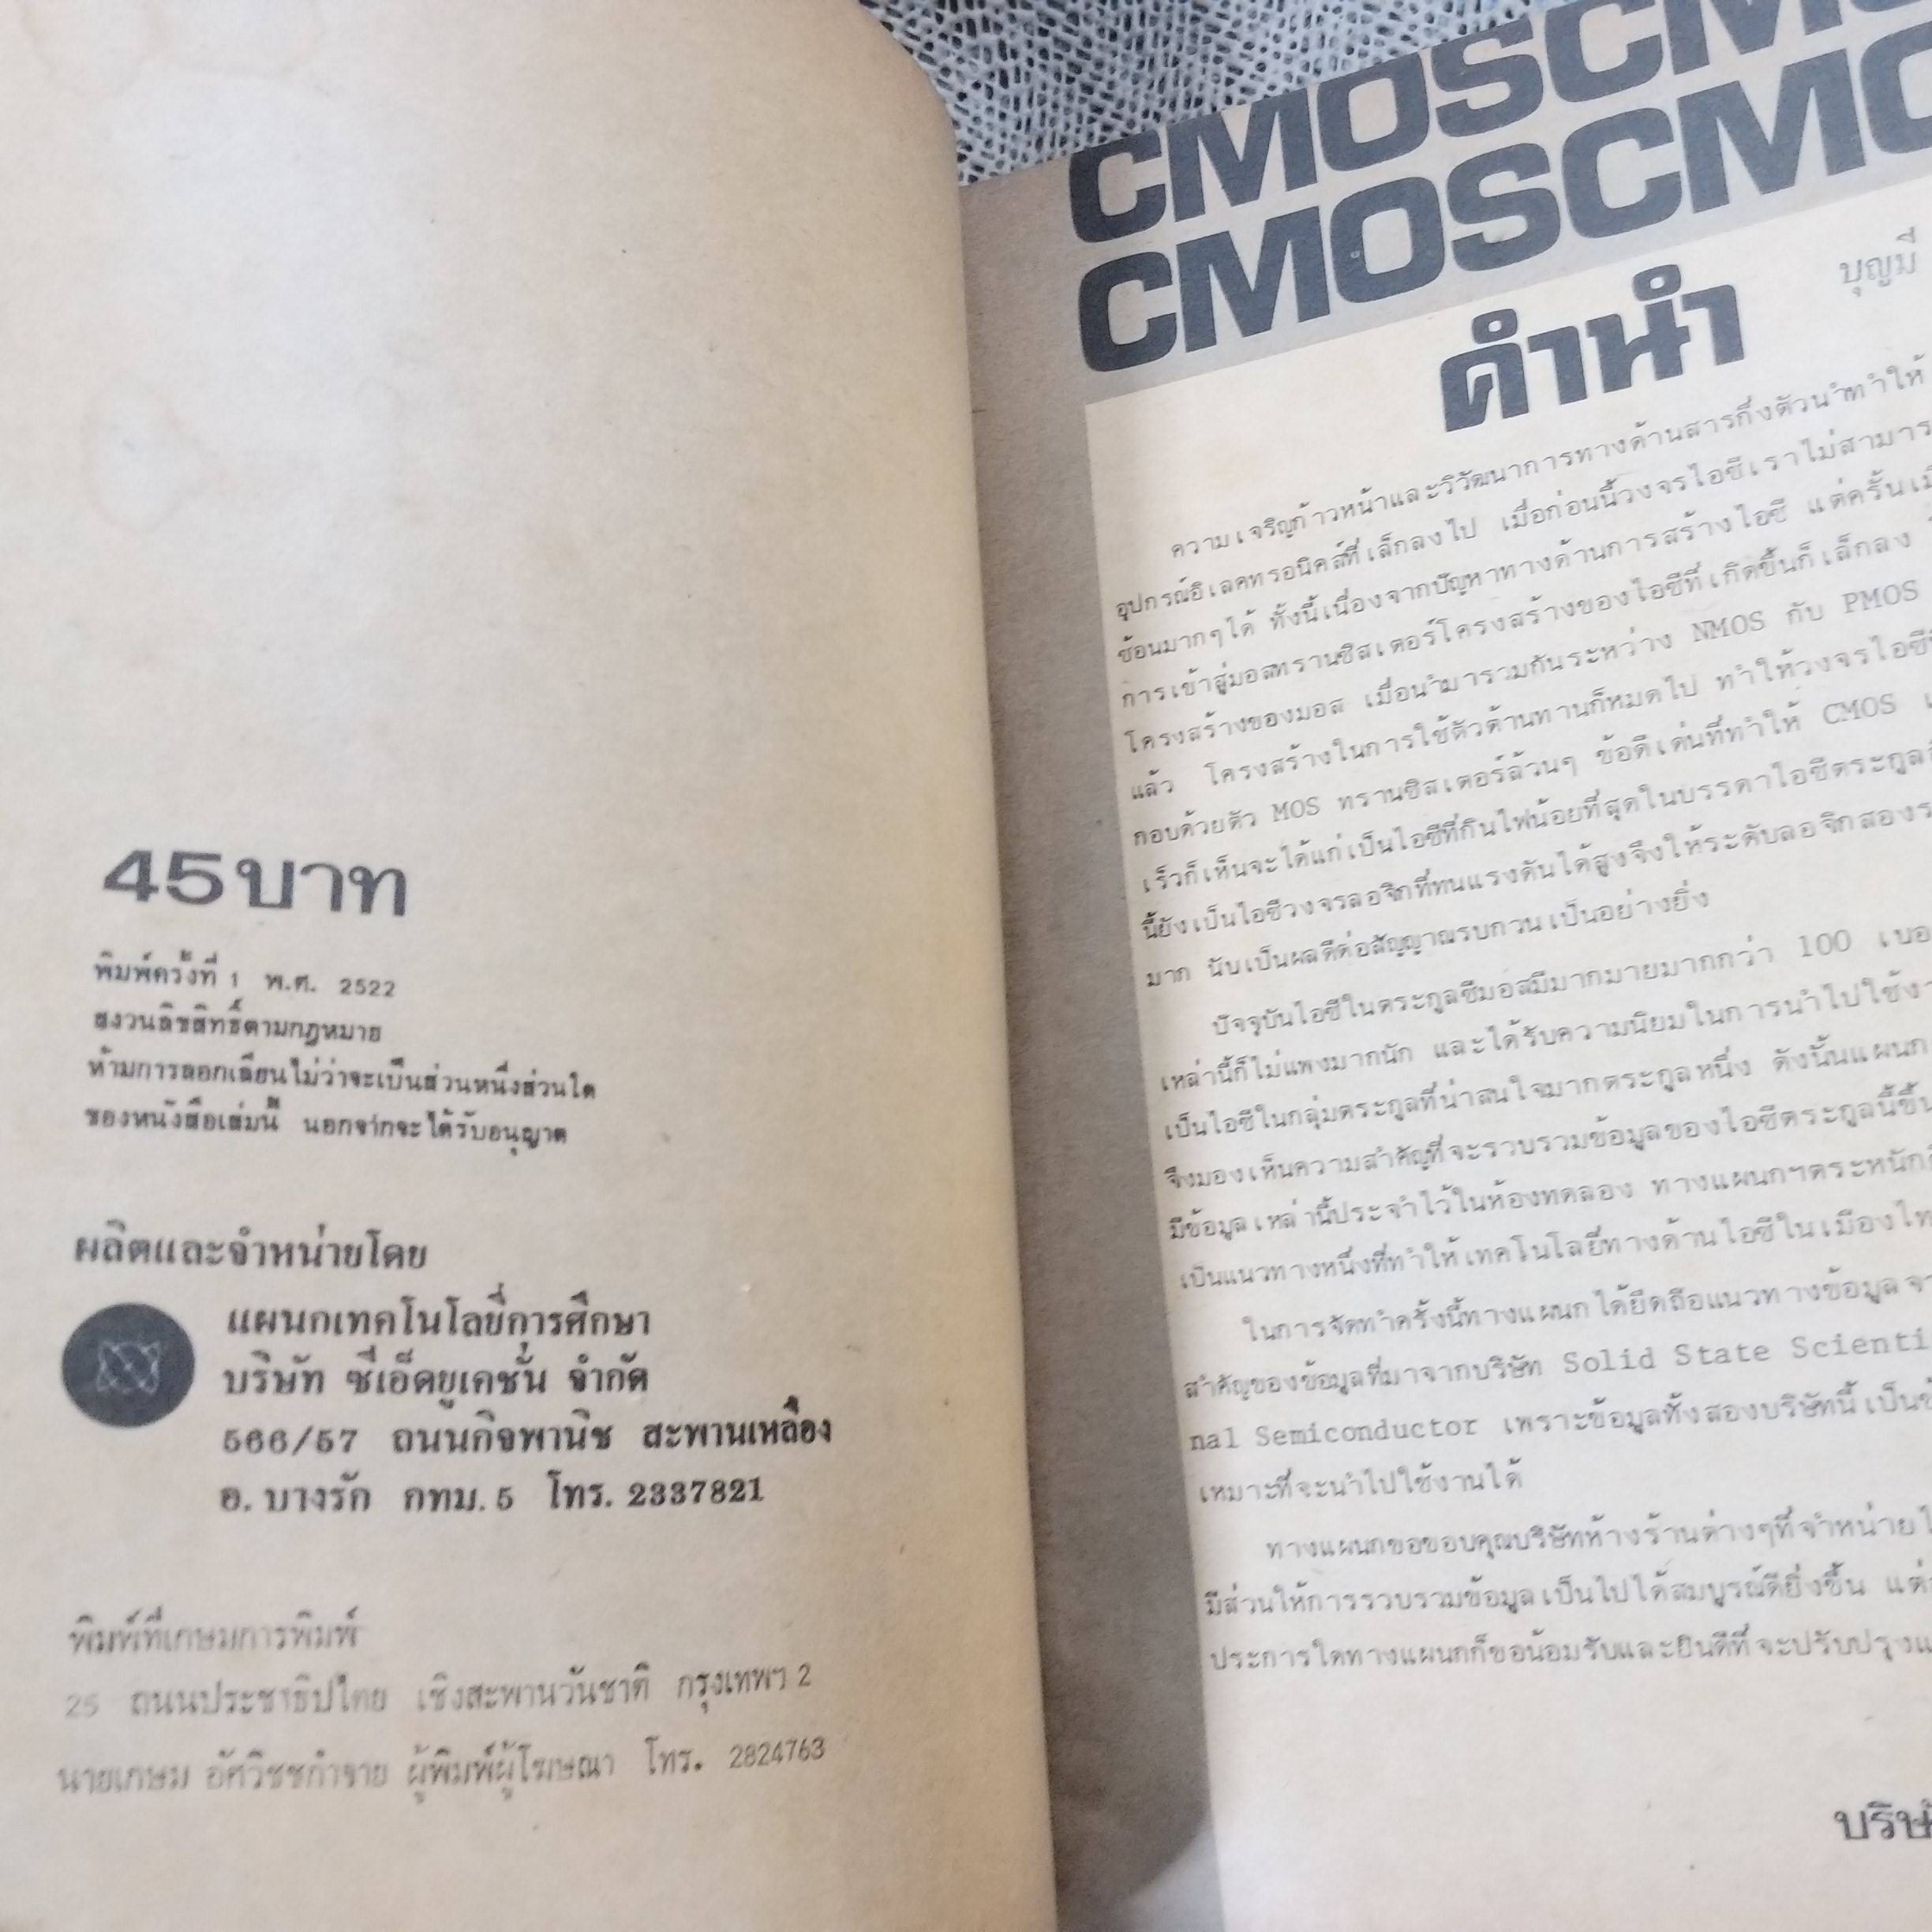 45บาท
พิมพ์ครั้งที่ 1 พ.ศ. 2522
สงวนลิขสิทธิ์ตามกฎหมาย
ห้ามการลอกเลียนไม่ว่าจะเป็นส่วนหนึ่งส่วนใด
ของหนังสือเล่มนี้ นอกจากจะได้รับอนุญาต
ผลิตและจำหน่ายโดย
แผนกเทคโนโลยี่การศึกษา
บริษัท ซีเอ็ดยูเคชั่น จำกัด
566/57 ถนนกิจพานิช สะพานเหลือง
อ. บางรัก กทม. 5 โทร. 2337821
พิมพ์ที่เกษมการพิมพ์
25 ถนนประชาธิปไตย เชิงสะพานวันชาติ กรุงเทพฯ 2
นายเกษม อัศวิชชกำจาย ผู้พิมพ์ผู้โฆษณา โทร. 2824763
CMOSCMO
CMOSCMO
บุญมี
คำนำ
ความเจริญก้าวหน้าและวิวัฒนาการทางด้านสารกึ่งตัวนำทำให้
อุปกรณ์อิเลคทรอนิคส์ที่เล็กลงไป เมื่อก่อนนี้วงจรไอซีเราไม่สามาร
ซ้อนมากๆได้ ทั้งนี้เนื่องจากปัญหาทางด้านการสร้างไอซี แต่ครั้นเมื่
การเข้าสู่มอสทรานซิสเตอร์โครงสร้างของไอซีที่เกิดขึ้นก็เล็กลง
โครงสร้างของมอส เมื่อนำมารวมกันระหว่าง NMOS กับ PMOS
แล้ว โครงสร้างในการใช้ตัวต้านทานก็หมดไป ทำให้วงจรไอซี
กอบด้วยตัว MOS ทรานซิสเตอร์ล้วนๆ ข้อดีเด่นที่ทำให้ CMOS เ
เร็วก็เห็นจะได้แก่เป็นไอซีที่กินไฟน้อยที่สุดในบรรดาไอซีตระกูล
นี้ยังเป็นไอซีวงจรลอจิกที่ทนแรงดันได้สูงจึงให้ระดับลอจิกสองร
มาก นับเป็นผลดีต่อสัญญาณรบกวนเป็นอย่างยิ่ง
ปัจจุบันไอซีในตระกูลซีมอสมีมากมายมากกว่า 100 เบอ
เหล่านี้ก็ไม่แพงมากนัก และได้รับความนิยมในการนำไปใช้งา
เป็นไอซีในกลุ่มตระกูลที่น่าสนใจมากตระกูลหนึ่ง ดังนั้นแผนก
จึงมองเห็นความสำคัญที่จะรวบรวมข้อมูลของไอซีตระกูลนี้ขึ้น
มีข้อมูลเหล่านี้ประจำไว้ในห้องทดลอง ทางแผนกฯตระหนักดี
เป็นแนวทางหนึ่งที่ทำให้เทคโนโลยีทางด้านไอซีในเมืองไท
ในการจัดทำครั้งนี้ทางแผนกได้ยึดถือแนวทางข้อมูลจา
สำคัญของข้อมูลที่มาจากบริษัท Solid State Scienti
nal Semiconductor เพราะข้อมูลทั้งสองบริษัทนี้เป็นข้
เหมาะที่จะนำไปใช้งานได้
ทางแผนกขอขอบคุณบริษัทห้างร้านต่างๆที่จำหน่ายไ
มีส่วนให้การรวบรวมข้อมูลเป็นไปได้สมบูรณ์ดียิ่งขึ้น แต่
ประการใดทางแผนกก็ขอน้อมรับและยินดีที่จะปรับปรุงแ
บริษั